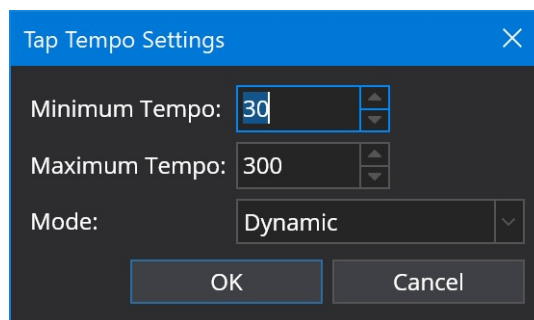 Tap Tempo Settings
Minimum Tempo: 30
Maximum Tempo: 300
Mode: Dynamic
OK Cancel